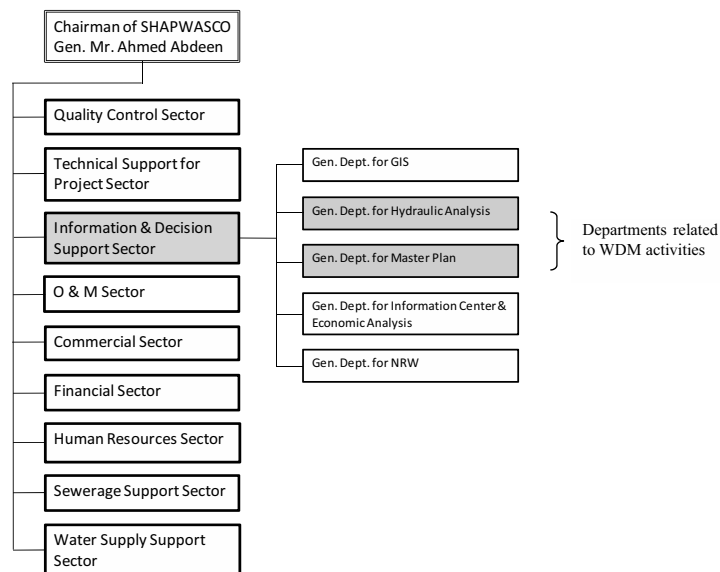 Chairman of SHAPWASCO
Gen. Mr. Ahmed Abdeen
Quality Control Sector
Technical Support for
Project Sector
Information & Decision
Support Sector
O & M Sector
Commercial Sector
Financial Sector
Human Resources Sector
Sewerage Support Sector
Water Supply Support
Sector
Gen. Dept. for GIS
Gen. Dept. for Hydraulic Analysis
Gen. Dept. for Master Plan
Gen. Dept. for Information Center &
Economic Analysis
Gen. Dept. for NRW
Departments related
to WDM activities